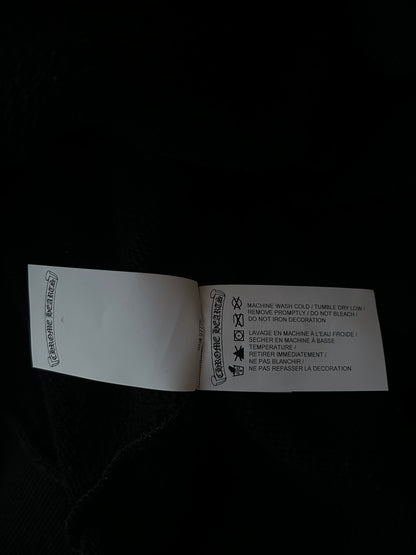 CHROME HEARTS
CHROME HEARTS
MACHINE WASH COLD / TUMBLE DRY LOW /
REMOVE PROMPTLY / DO NOT BLEACH /
DO NOT IRON DECORATION
LAVAGE EN MACHINE À L'EAU FROIDE /
SECHER EN MACHINE À BASSE
TEMPERATURE /
RETIRER IMMÉDIATEMENT /
NE PAS BLANCHIR /
NE PAS REPASSER LA DECORATION